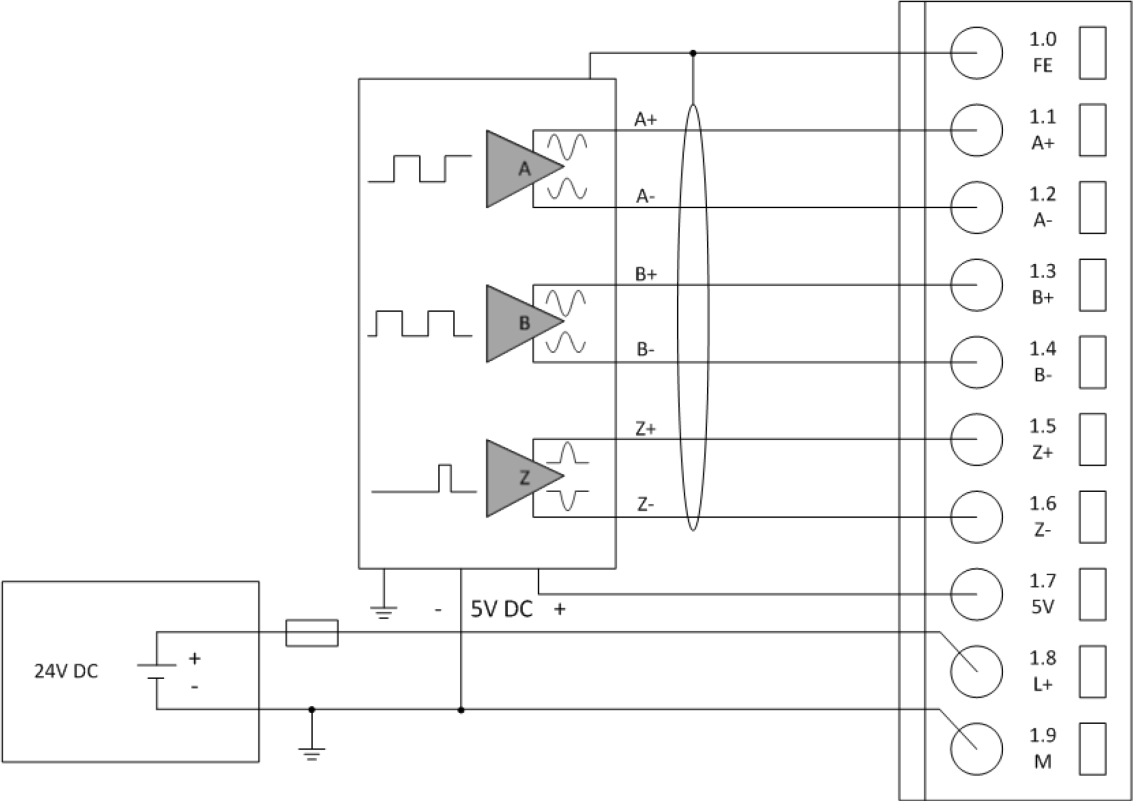 1.0
FE
A+
1.1
A+
A
A-
1.2
A-
B+
1.3
B+
B
B-
1.4
B-
Z+
1.5
Z+
Z
Z-
1.6
Z-
1.7
5V
- 5V DC +
24V DC
+
-
1.8
L+
1.9
M